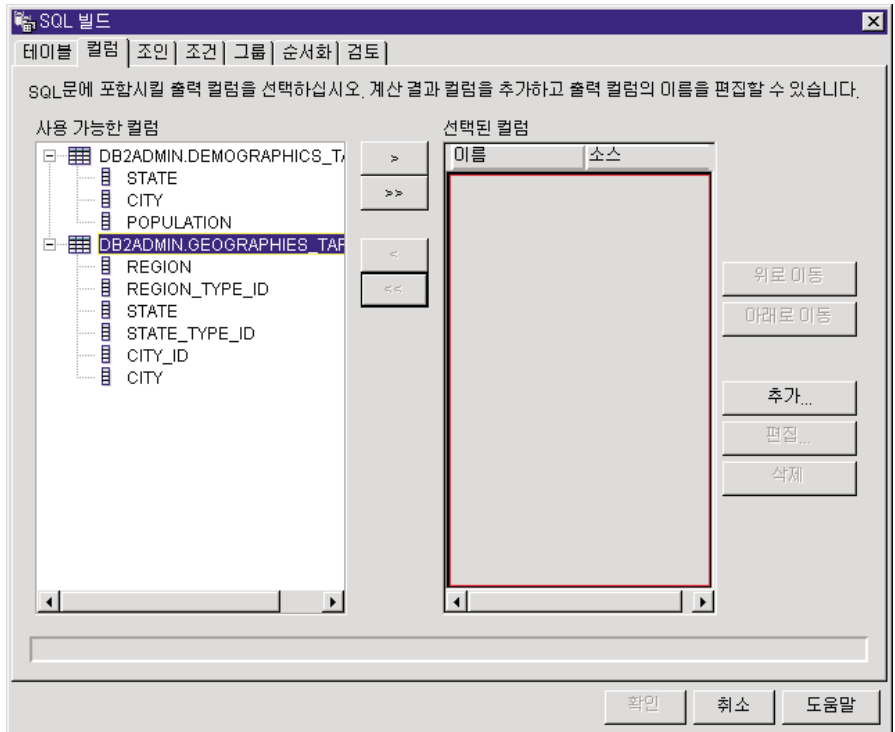 SQL 빌드
테이블 컬럼 조인 조건 그룹 순서화 검토
SQL문에 포함시킬 출력 컬럼을 선택하십시오. 계산 결과 컬럼을 추가하고 출력 컬럼의 이름을 편집할 수 있습니다.
사용 가능한 컬럼
DB2ADMIN.DEMOGRAPHICS_TA
STATE
CITY
POPULATION
DB2ADMIN.GEOGRAPHIES_TAR
REGION
REGION_TYPE_ID
STATE
STATE_TYPE_ID
CITY_ID
CITY
>
>>
<
<<
선택된 컬럼
이름 소스
위로 이동
아래로 이동
추가...
편집...
삭제
확인 취소 도움말